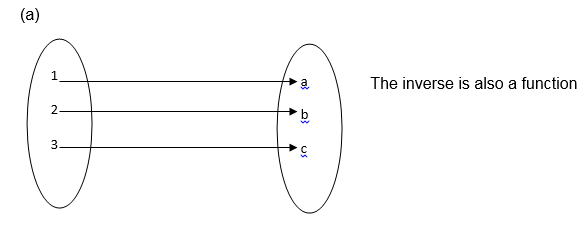 (a)
1 a
The inverse is also a function
2 b
3 c